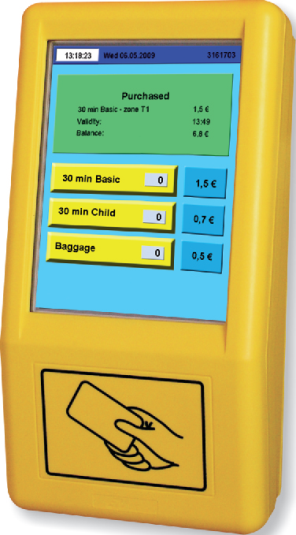 13:18:23 Wed 06.05.2009 3161703
Purchased
30 min Basic - zone T1 1,5 €
Validity: 13:49
Balance: 6,8 €
30 min Basic 0 1,5 €
30 min Child 0 0,7 €
Baggage 0 0,5 €